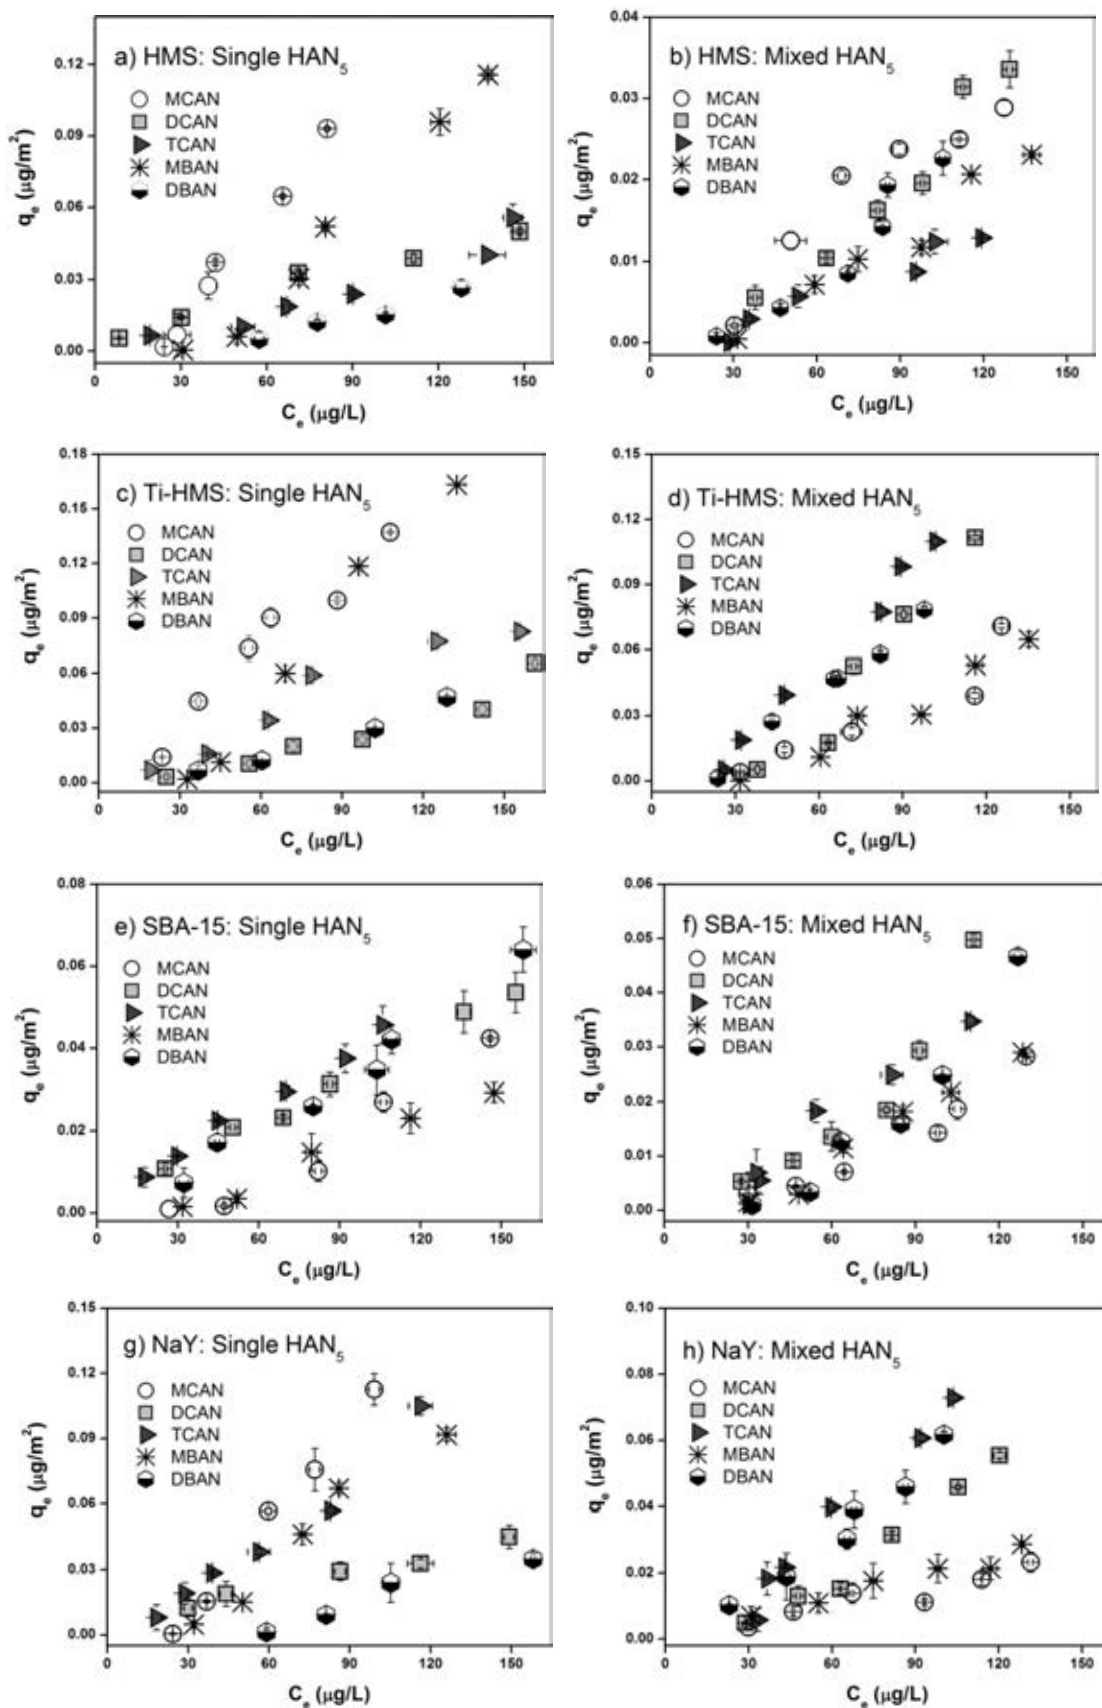 a) HMS: Single HAN5
MCAN
DCAN
TCAN
MBAN
DBAN
qe (µg/m²)
0.12
0.09
0.06
0.03
0.00
0 30 60 90 120 150
Ce (µg/L)
b) HMS: Mixed HAN5
MCAN
DCAN
TCAN
MBAN
DBAN
qe (µg/m²)
0.04
0.03
0.02
0.01
0.00
0 30 60 90 120 150
Ce (µg/L)
c) Ti-HMS: Single HAN5
MCAN
DCAN
TCAN
MBAN
DBAN
qe (µg/m²)
0.18
0.15
0.12
0.09
0.06
0.03
0.00
0 30 60 90 120 150
Ce (µg/L)
d) Ti-HMS: Mixed HAN5
MCAN
DCAN
TCAN
MBAN
DBAN
qe (µg/m²)
0.15
0.12
0.09
0.06
0.03
0.00
0 30 60 90 120 150
Ce (µg/L)
e) SBA-15: Single HAN5
MCAN
DCAN
TCAN
MBAN
DBAN
qe (µg/m²)
0.08
0.06
0.04
0.02
0.00
0 30 60 90 120 150
Ce (µg/L)
f) SBA-15: Mixed HAN5
MCAN
DCAN
TCAN
MBAN
DBAN
qe (µg/m²)
0.06
0.05
0.04
0.03
0.02
0.01
0.00
0 30 60 90 120 150
Ce (µg/L)
g) NaY: Single HAN5
MCAN
DCAN
TCAN
MBAN
DBAN
qe (µg/m²)
0.15
0.12
0.09
0.06
0.03
0.00
0 30 60 90 120 150
Ce (µg/L)
h) NaY: Mixed HAN5
MCAN
DCAN
TCAN
MBAN
DBAN
qe (µg/m²)
0.10
0.08
0.06
0.04
0.02
0.00
0 30 60 90 120 150
Ce (µg/L)